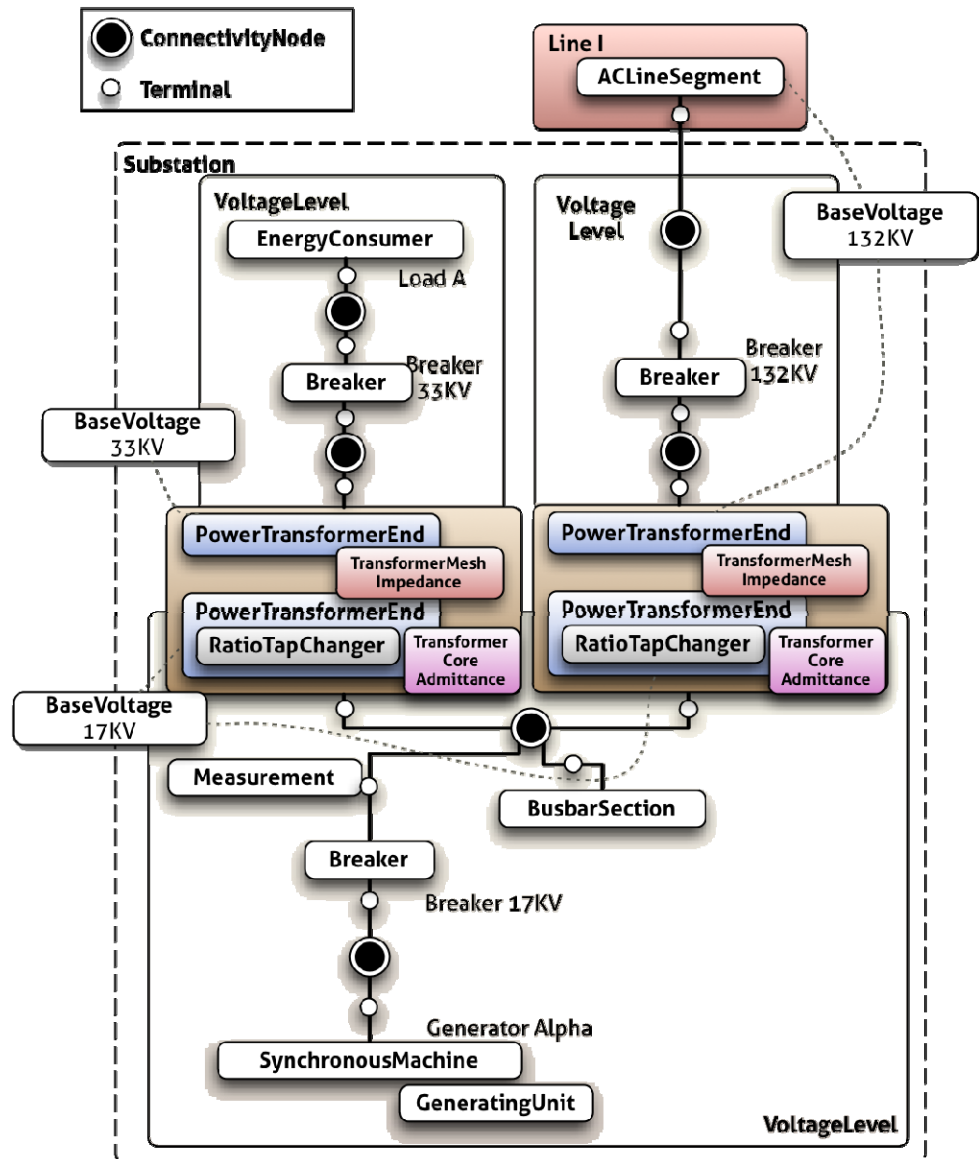 ConnectivityNode
Terminal
Line I
ACLineSegment
Substation
VoltageLevel
EnergyConsumer
Load A
Breaker
Breaker
33KV
Voltage
Level
BaseVoltage
132KV
Breaker
Breaker
132KV
BaseVoltage
33KV
PowerTransformerEnd
TransformerMesh
Impedance
PowerTransformerEnd
RatioTapChanger
Transformer
Core
Admittance
PowerTransformerEnd
TransformerMesh
Impedance
PowerTransformerEnd
RatioTapChanger
Transformer
Core
Admittance
BaseVoltage
17KV
Measurement
BusbarSection
Breaker
Breaker 17KV
Generator Alpha
SynchronousMachine
GeneratingUnit
VoltageLevel